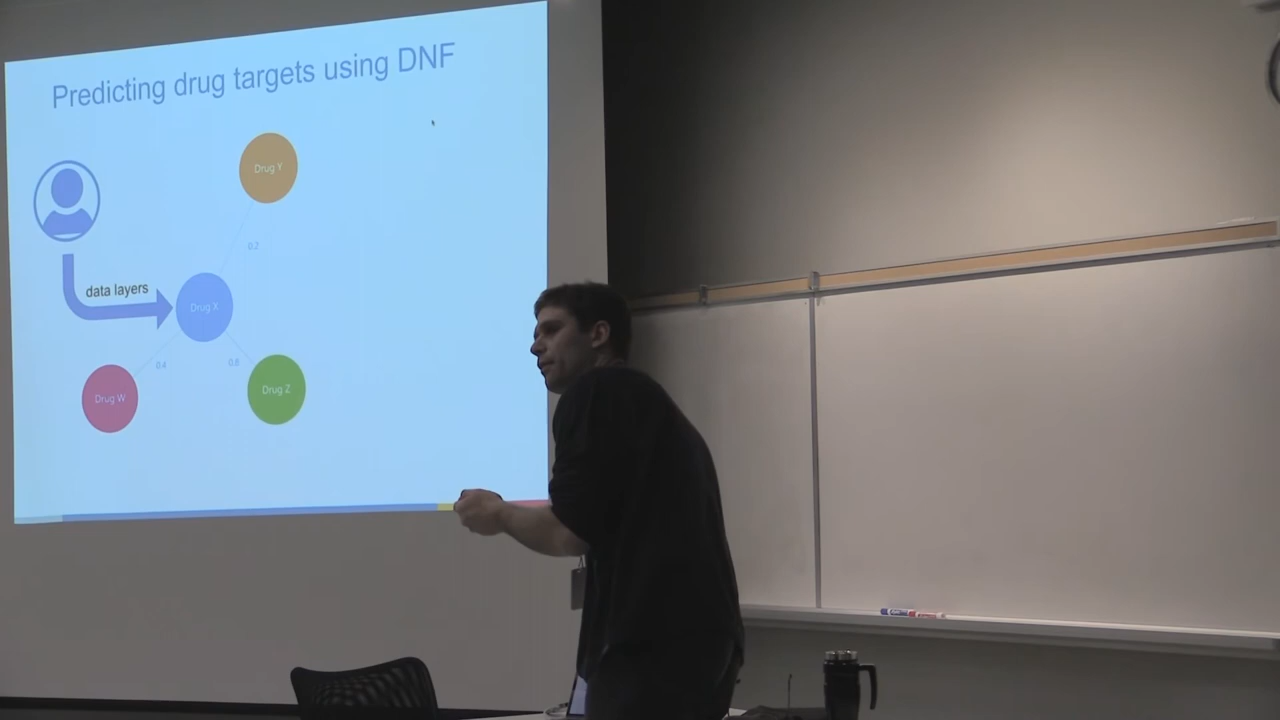 Predicting drug targets using DNF
Drug Y
0.2
data layers
Drug X
0.4
0.8
Drug W
Drug Z